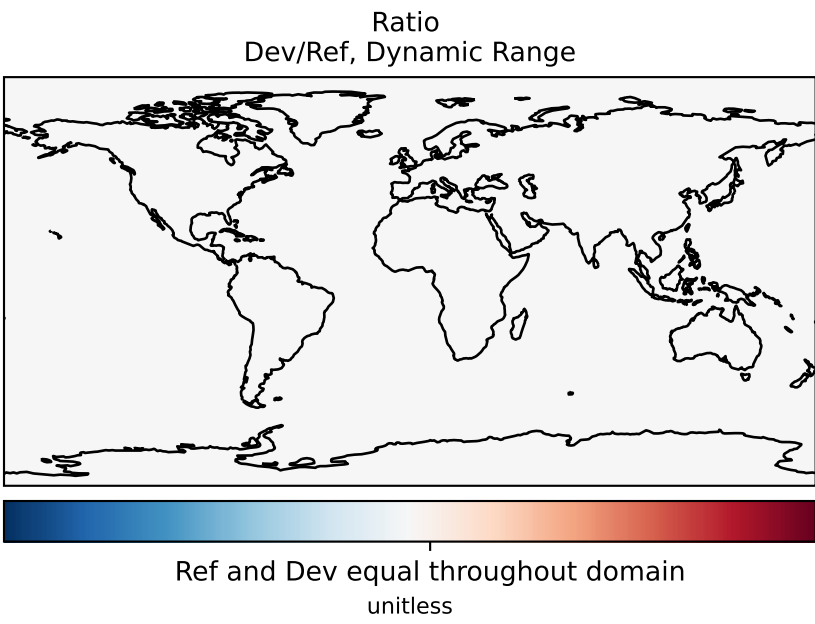 Ratio
Dev/Ref, Dynamic Range
Ref and Dev equal throughout domain
unitless